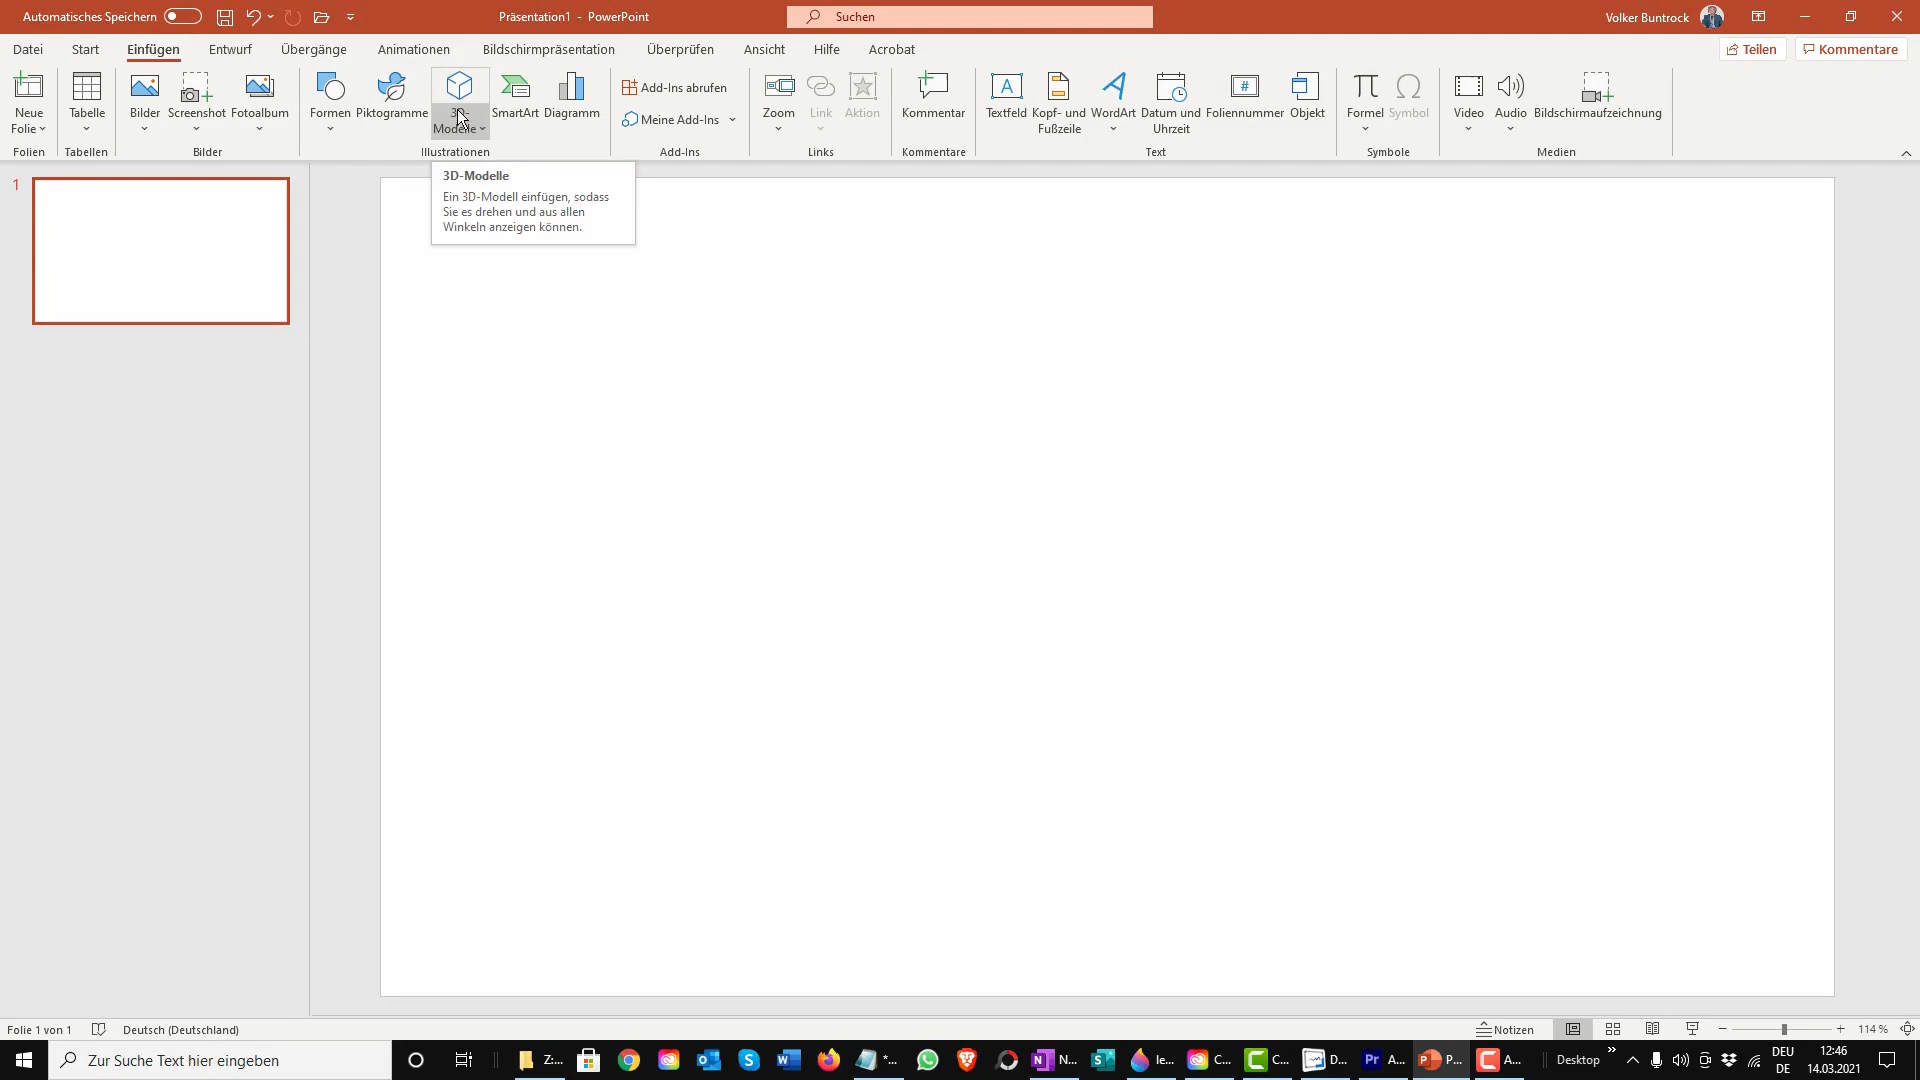 Automatisches Speichern
Präsentation1 - PowerPoint
Suchen
Volker Buntrock
Datei
Start
Einfügen
Entwurf
Übergänge
Animationen
Bildschirmpräsentation
Überprüfen
Ansicht
Hilfe
Acrobat
Teilen
Kommentare
Neue
Folie
Tabelle
Bilder
Screenshot
Fotoalbum
Formen
Piktogramme
3D-
Modelle
SmartArt
Diagramm
Add-Ins abrufen
Meine Add-Ins
Zoom
Link
Aktion
Kommentar
Textfeld
Kopf- und
Fußzeile
WordArt
Datum und
Uhrzeit
Foliennummer
Objekt
Formel
Symbol
Video
Audio
Bildschirmaufzeichnung
Folien
Tabellen
Bilder
Illustrationen
Add-Ins
Links
Kommentare
Text
Symbole
Medien
3D-Modelle
Ein 3D-Modell einfügen, sodass
Sie es drehen und aus allen
Winkeln anzeigen können.
1
Folie 1 von 1
Deutsch (Deutschland)
Notizen
114 %
Zur Suche Text hier eingeben
Z:...
*...
N...
le...
C...
C...
D...
A...
P...
A...
Desktop
DEU
DE
12:46
14.03.2021